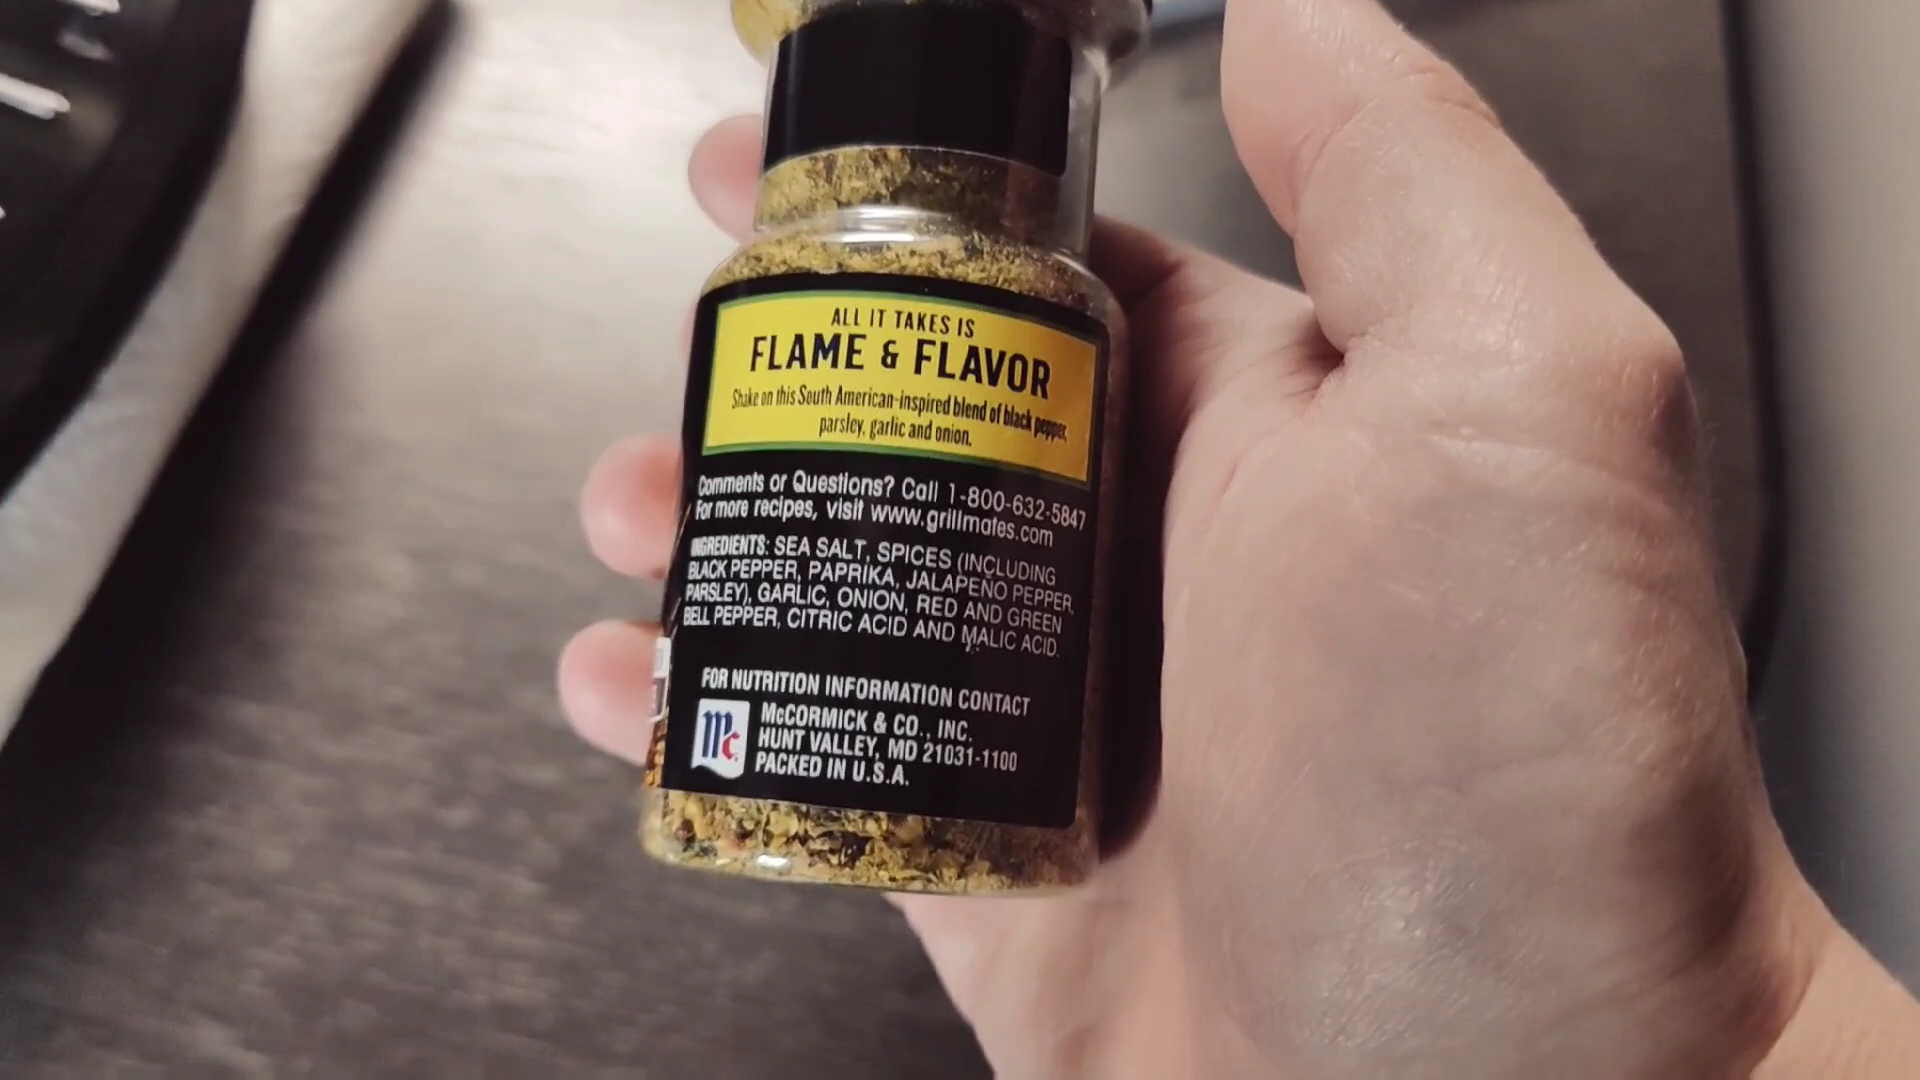 ALL IT TAKES IS
FLAME & FLAVOR
Shake on this South American-inspired blend of black pepper,
parsley, garlic and onion.
Comments or Questions? Call 1-800-632-5847
For more recipes, visit www.grillmates.com
INGREDIENTS: SEA SALT, SPICES (INCLUDING
BLACK PEPPER, PAPRIKA, JALAPEÑO PEPPER,
PARSLEY), GARLIC, ONION, RED AND GREEN
BELL PEPPER, CITRIC ACID AND MALIC ACID.
FOR NUTRITION INFORMATION CONTACT
Mc
McCORMICK & CO., INC.
HUNT VALLEY, MD 21031-1100
PACKED IN U.S.A.